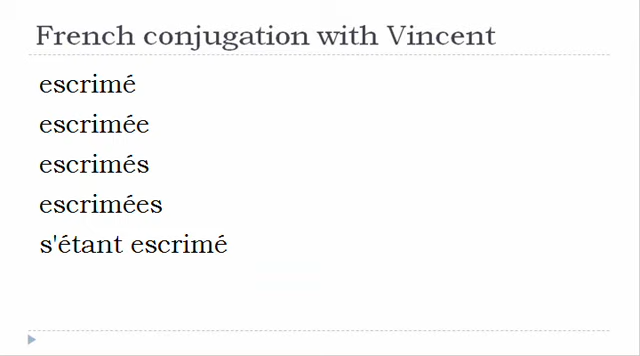 French conjugation with Vincent
escrimé
escrimée
escrimés
escrimées
s'étant escrimé